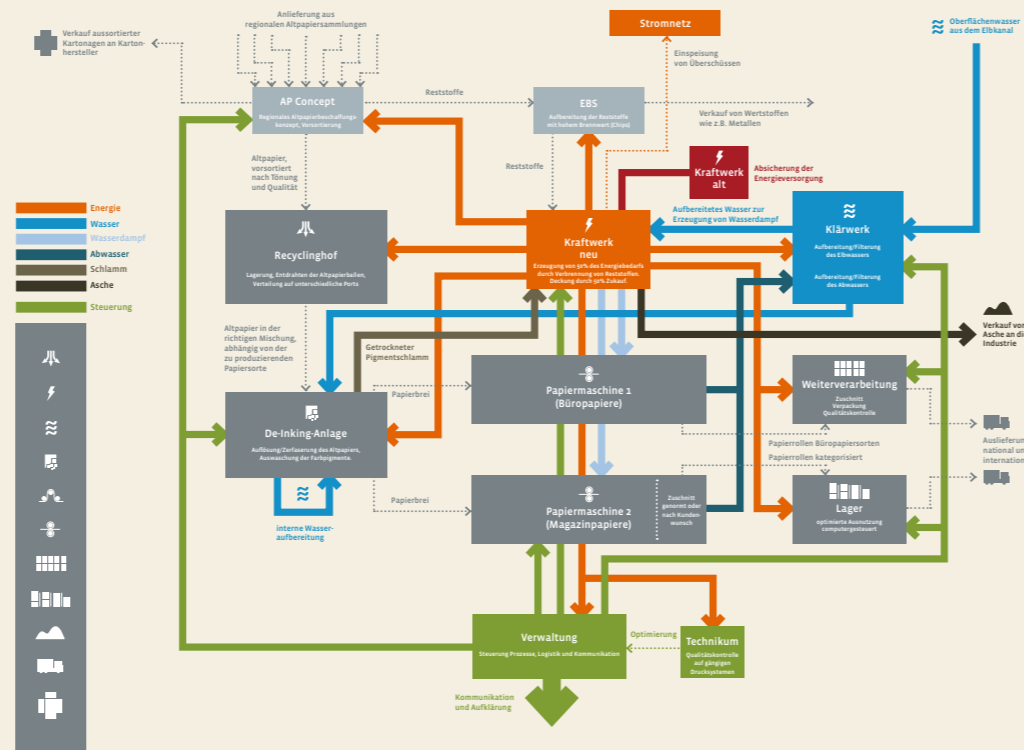 Anlieferung aus
regionalen Altpapiersammlungen
Verkauf aussortierter
Kartonagen an Karton-
hersteller
Stromnetz
Einspeisung
von Überschüssen
Oberflächenwasser
aus dem Elbkanal
AP Concept
Regionales Altpapierbeschaffungs-
konzept, Vorsortierung
Reststoffe
EBS
Aufbereitung der Reststoffe
mit hohem Brennwert (Chips)
Verkauf von Wertstoffen
wie z.B. Metallen
Altpapier,
vorsortiert
nach Tönung
und Qualität
Reststoffe
Kraftwerk
alt
Absicherung der
Energieversorgung
Energie
Wasser
Wasserdampf
Abwasser
Schlamm
Asche
Steuerung
Recyclinghof
Lagerung, Entdrahten der Altpapierballen,
Verteilung auf unterschiedliche Ports
Kraftwerk
neu
Erzeugung von 50% des Energiebedarfs
durch Verbrennung von Reststoffen.
Deckung durch 50% Zukauf.
Aufbereitetes Wasser zur
Erzeugung von Wasserdampf
Klärwerk
Aufbereitung/Filterung
des Elbwassers
Aufbereitung/Filterung
des Abwassers
Altpapier in der
richtigen Mischung,
abhängig von der
zu produzierenden
Papiersorte
Getrockneter
Pigmentschlamm
Verkauf von
Asche an die
Industrie
Papierbrei
Papiermaschine 1
(Büropapiere)
Weiterverarbeitung
Zuschnitt
Verpackung
Qualitätskontrolle
De-Inking-Anlage
Auflösung/Zerfaserung des Altpapiers,
Auswaschung der Farbpigmente.
Papierrollen Büropapiersorten
Papierrollen kategorisiert
Auslieferun
national un
internation
Papierbrei
Papiermaschine 2
(Magazinpapiere)
Zuschnitt
genormt oder
nach Kunden-
wunsch
Lager
optimierte Ausnutzung
computergesteuert
interne Wasser-
aufbereitung
Verwaltung
Steuerung Prozesse, Logistik und Kommunikation
Optimierung
Technikum
Qualitätskontrolle
auf gängigen
Drucksystemen
Kommunikation
und Aufklärung